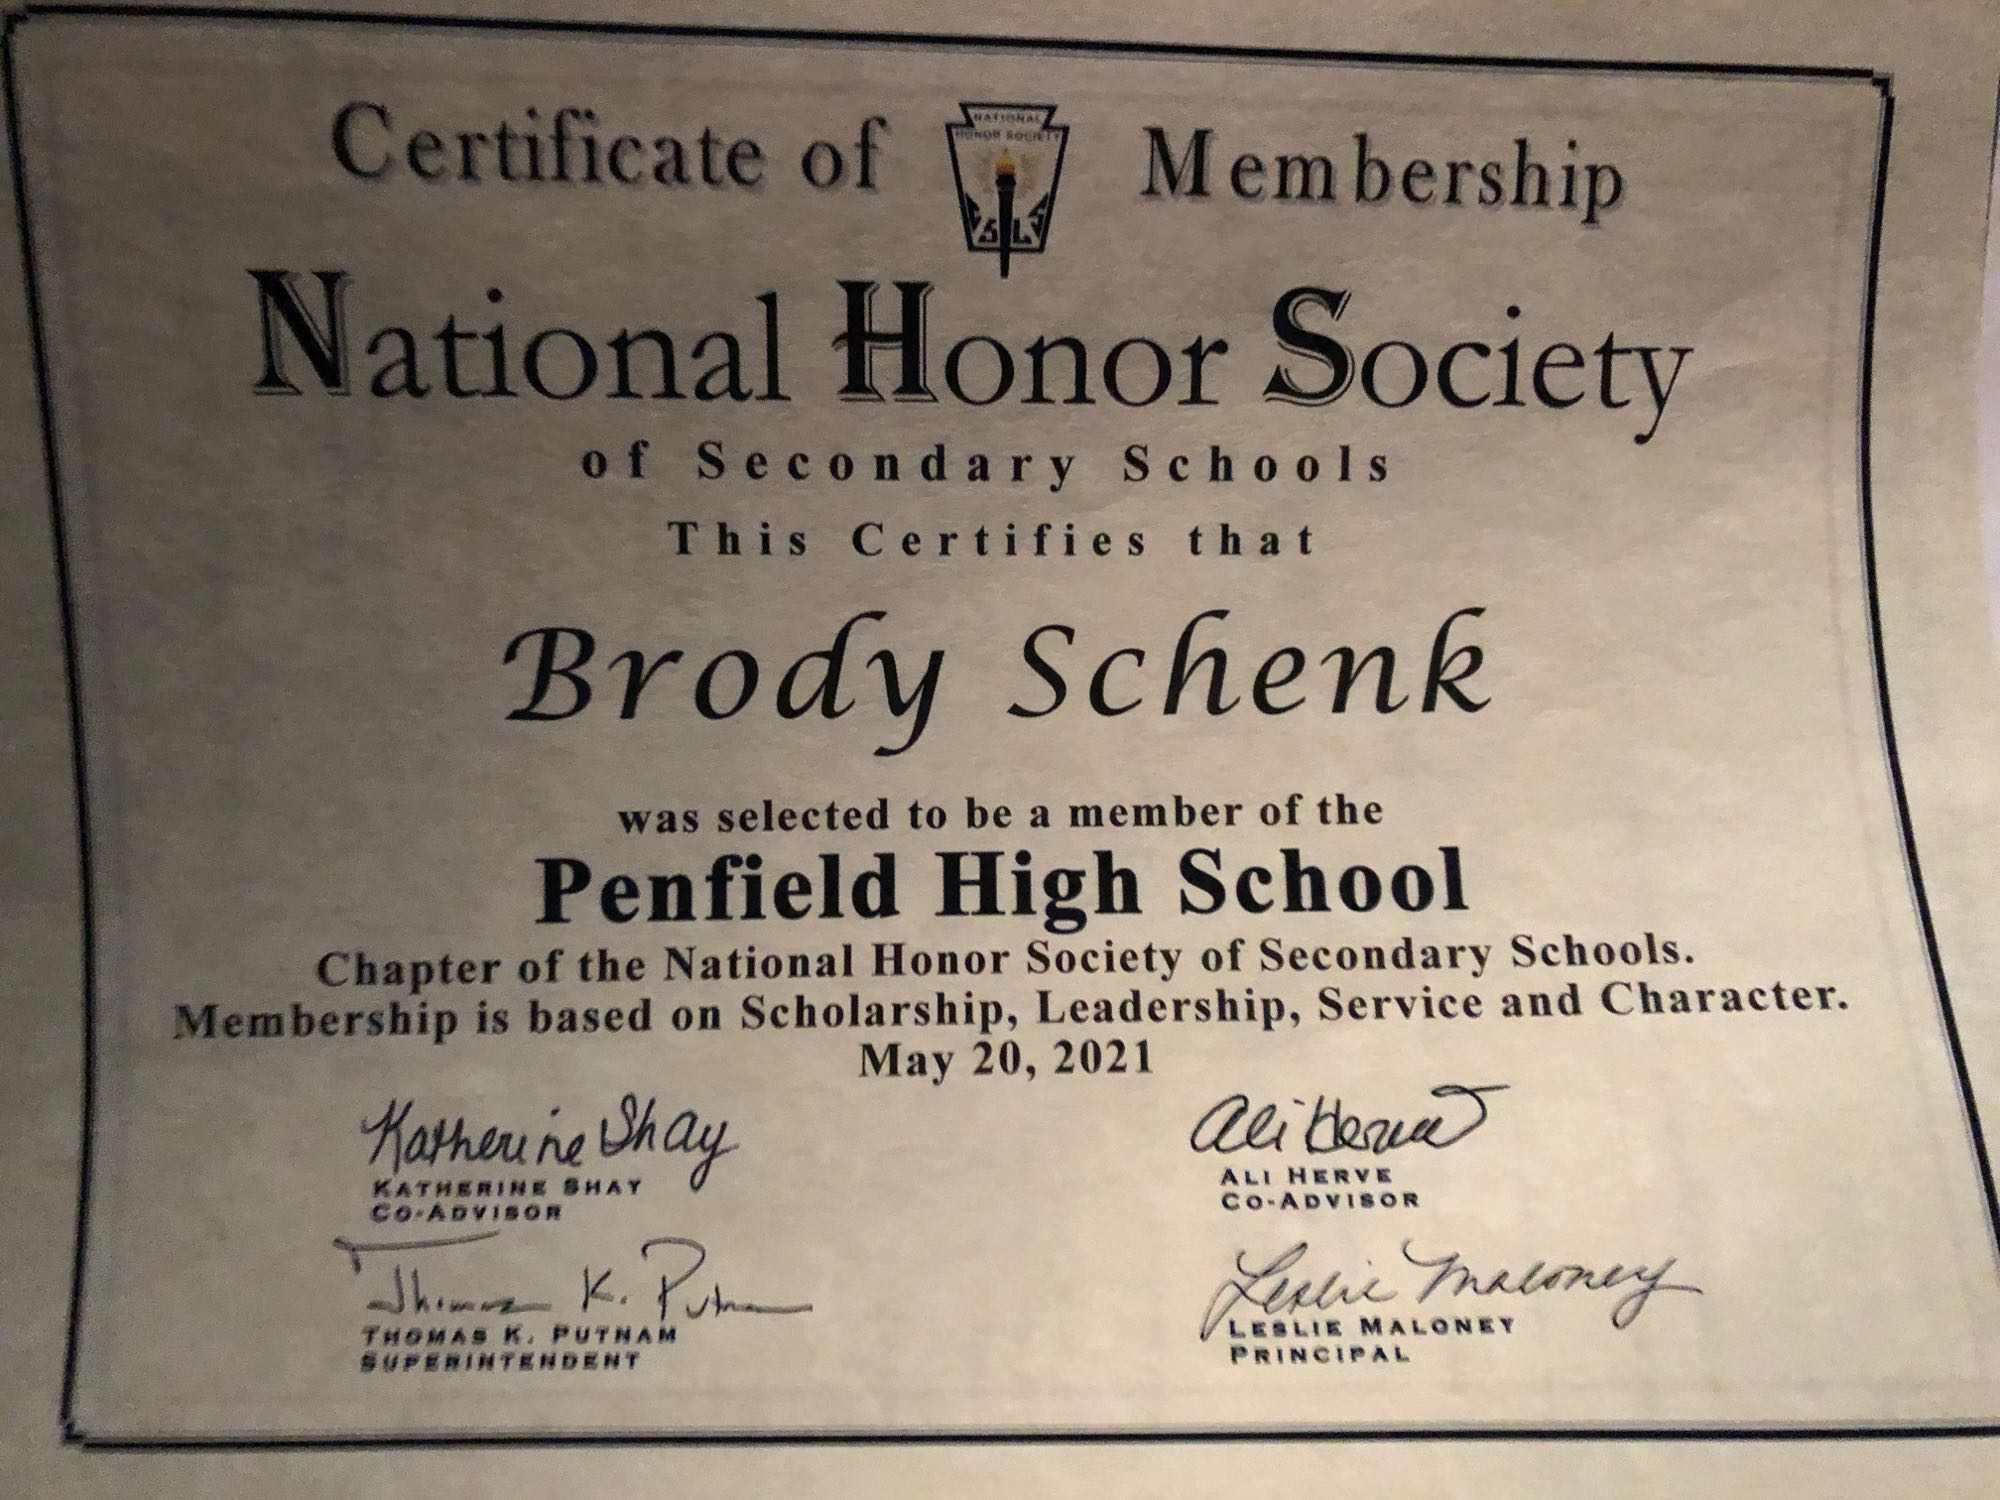 Certificate of Membership
NATIONAL
HONOR SOCIETY
National Honor Society
of Secondary Schools
This Certifies that
Brody Schenk
was selected to be a member of the
Penfield High School
Chapter of the National Honor Society of Secondary Schools.
Membership is based on Scholarship, Leadership, Service and Character.
May 20, 2021
Katherine Shay
KATHERINE SHAY
CO-ADVISOR
Ali Herve
ALI HERVE
CO-ADVISOR
Thomas K. Putnam
THOMAS K. PUTNAM
SUPERINTENDENT
Leslie Maloney
LESLIE MALONEY
PRINCIPAL